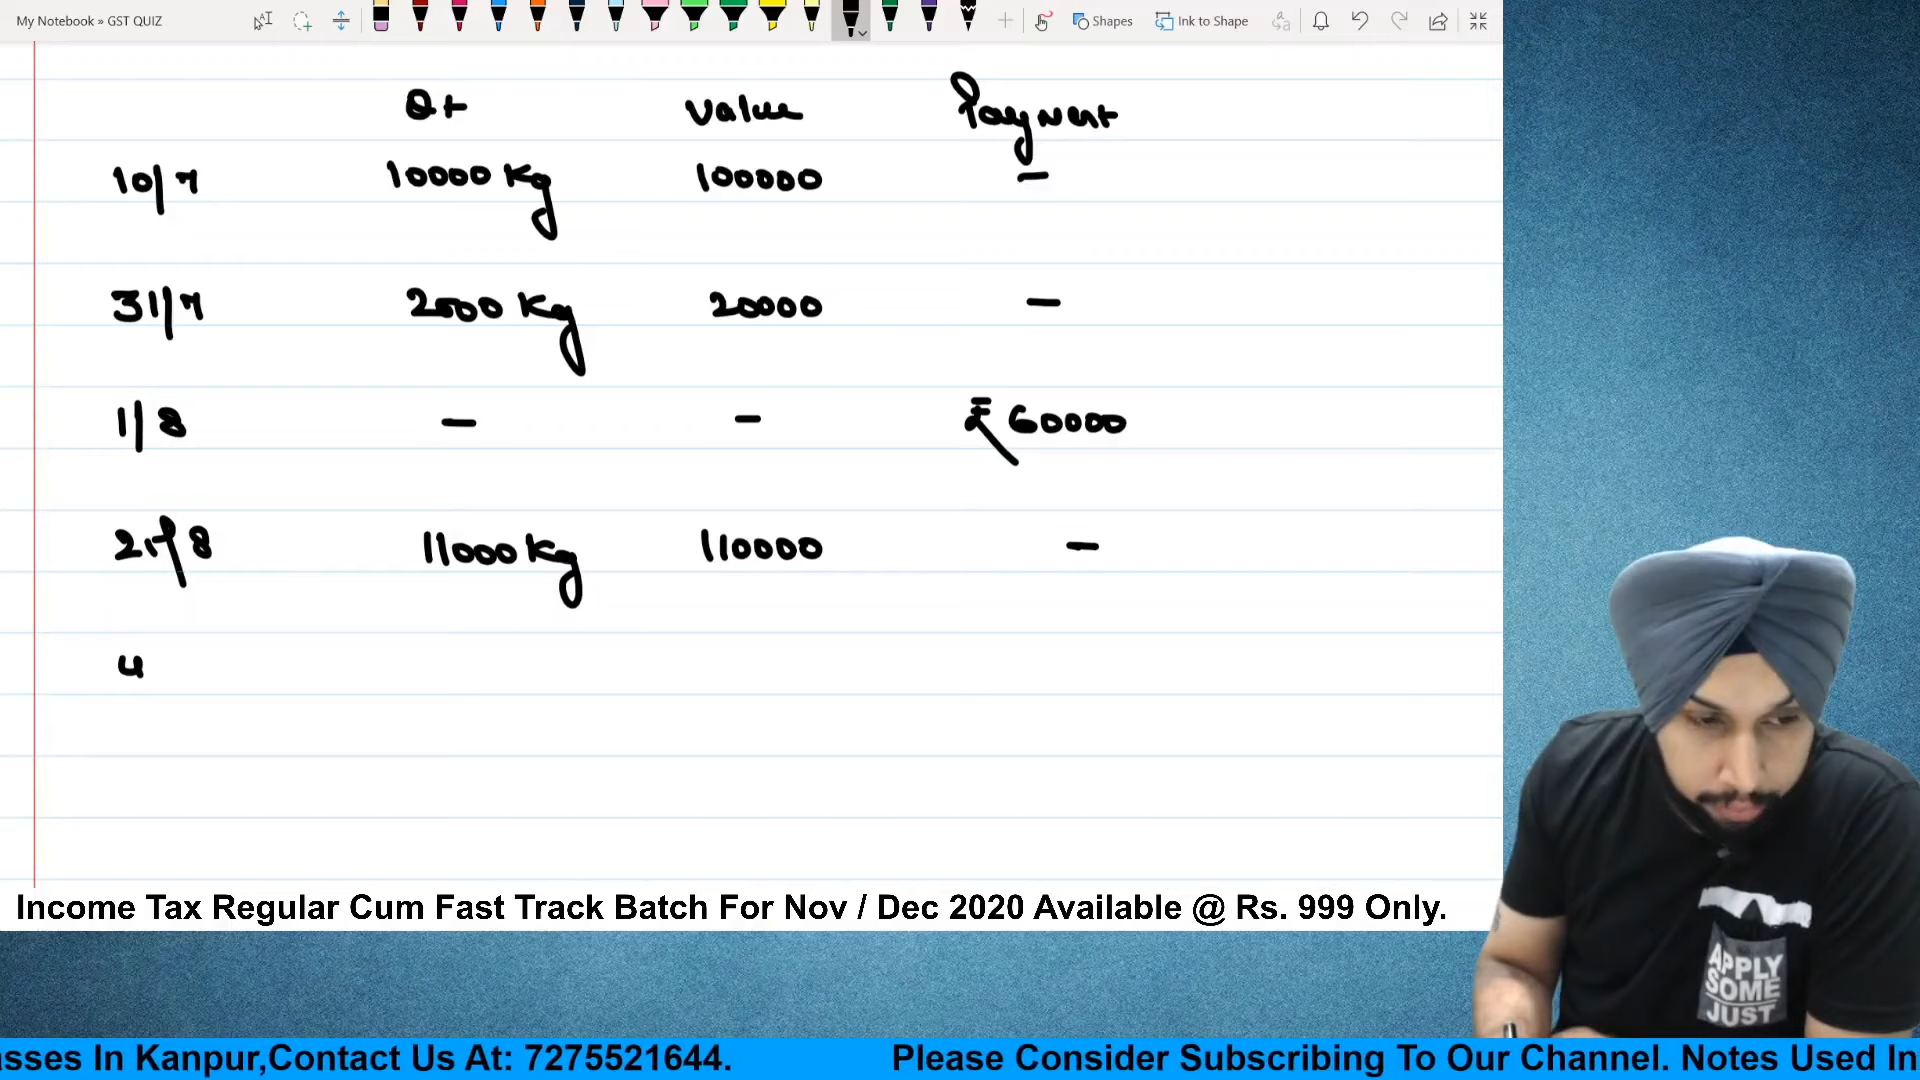 My Notebook » GST QUIZ
Shapes
Ink to Shape
Qt Value Payment
10/7 10000 Kg 100000 -
31/7 2000 Kg 20000 -
1/8 - - ₹ 60000
21/8 11000 Kg 110000 -
4
APPLY
SOME
JUST
Income Tax Regular Cum Fast Track Batch For Nov / Dec 2020 Available @ Rs. 999 Only.
asses In Kanpur,Contact Us At: 7275521644. Please Consider Subscribing To Our Channel. Notes Used In